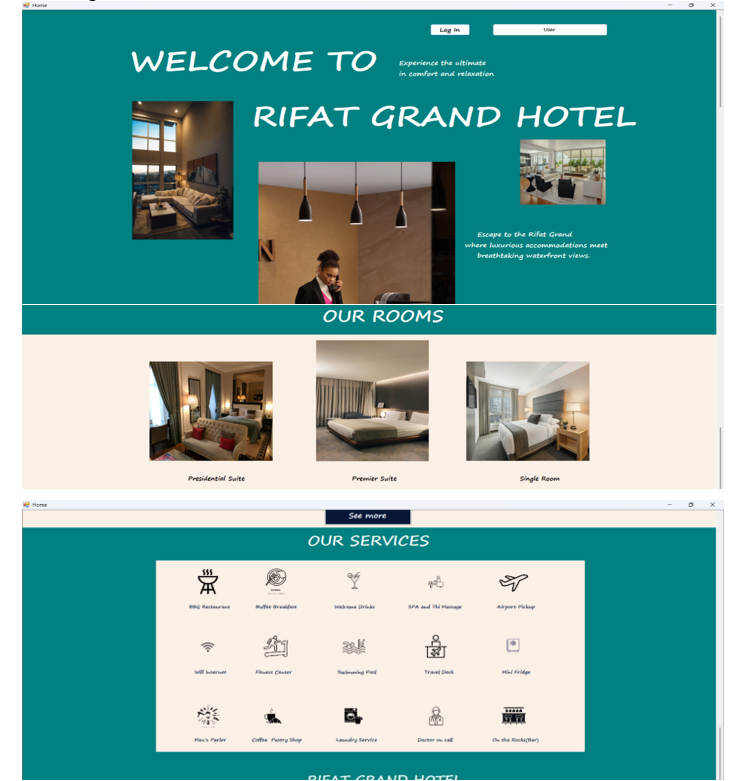 Home
Log In
User
WELCOME TO
Experience the ultimate
in comfort and relaxation
RIFAT GRAND HOTEL
N
Escape to the Rifat Grand
where luxurious accommodations meet
breathtaking waterfront views.
OUR ROOMS
Presidential Suite
Premier Suite
Single Room
Home
See more
OUR SERVICES
BBQ Restaurant
Buffee Breakfast
Welcome Drinks
SPA and Thi Massage
Airport Pickup
Wifi Internet
Fitness Center
Swimming Pool
Travel Desk
Mini Fridge
Men's Parlor
Coffee Pastry Shop
Laundry Service
Doctor on call
On the Rocks(Bar)
RIFAT GRAND HOTEL